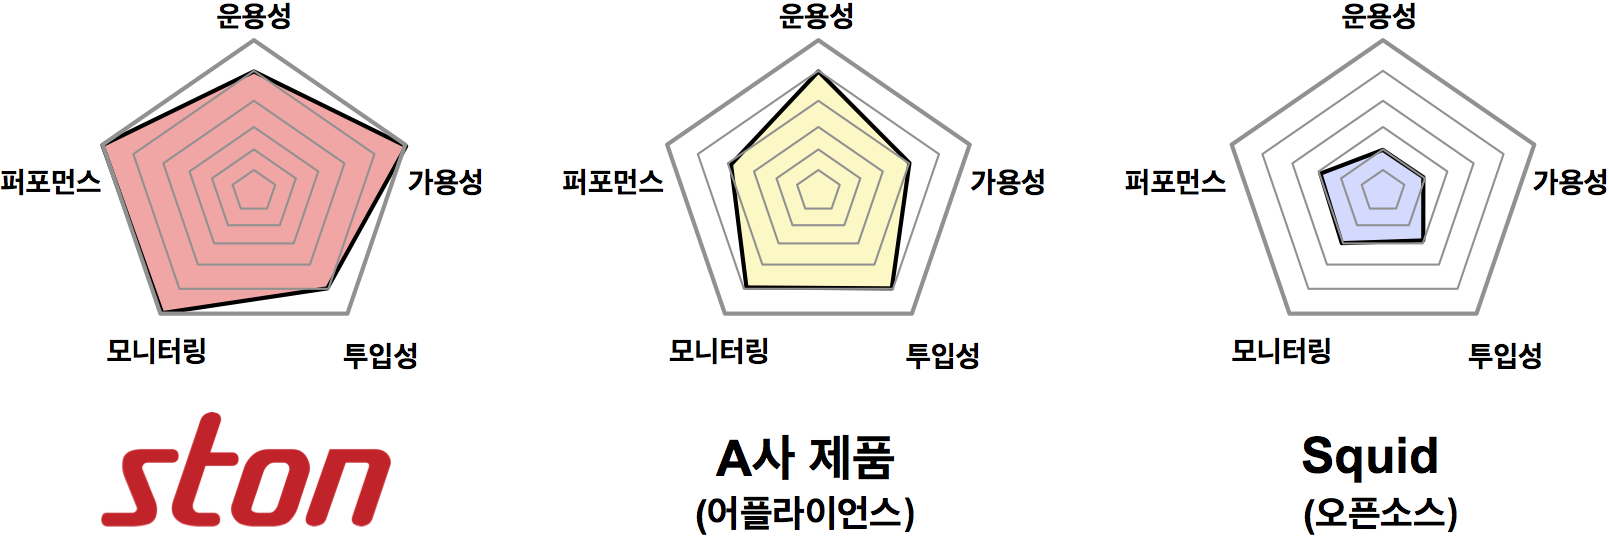 운용성
가용성
투입성
모니터링
퍼포먼스
ston
운용성
가용성
투입성
모니터링
퍼포먼스
A사 제품
(어플라이언스)
운용성
가용성
투입성
모니터링
퍼포먼스
Squid
(오픈소스)